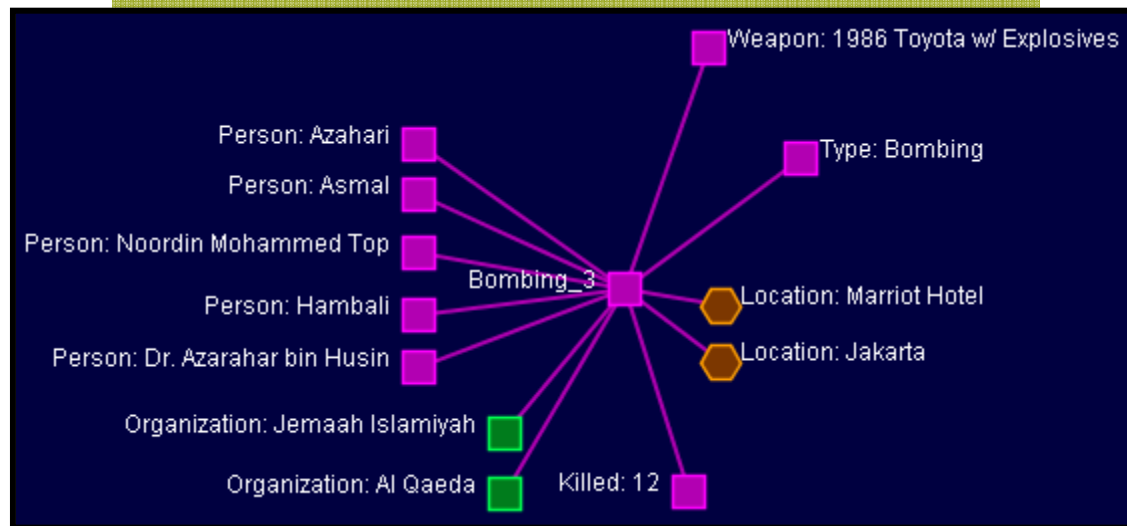 Weapon: 1986 Toyota w/ Explosives
Person: Azahari
Type: Bombing
Person: Asmal
Person: Noordin Mohammed Top
Bombing_3
Location: Marriot Hotel
Person: Hambali
Location: Jakarta
Person: Dr. Azarahar bin Husin
Organization: Jemaah Islamiyah
Organization: Al Qaeda
Killed: 12